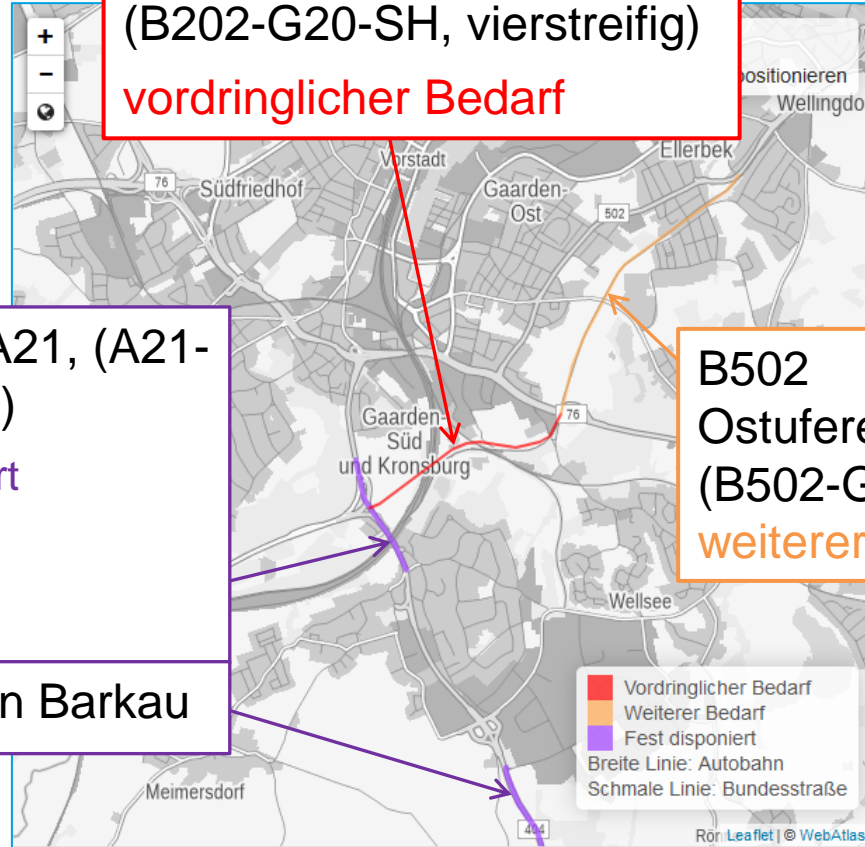 (B202-G20-SH, vierstreifig)
vordringlicher Bedarf
+
−
positionieren
Wellingdo
Ellerbek
Vorstadt
76
Südfriedhof
Gaarden-
Ost
502
A21, (A21-
)
rt
B502
Ostufere
(B502-G
weiterer
76
Gaarden-
Süd
und Kronsburg
Wellsee
n Barkau
Vordringlicher Bedarf
Weiterer Bedarf
Fest disponiert
Breite Linie: Autobahn
Schmale Linie: Bundesstraße
Meimersdorf
404
Rön Leaflet | © WebAtlas